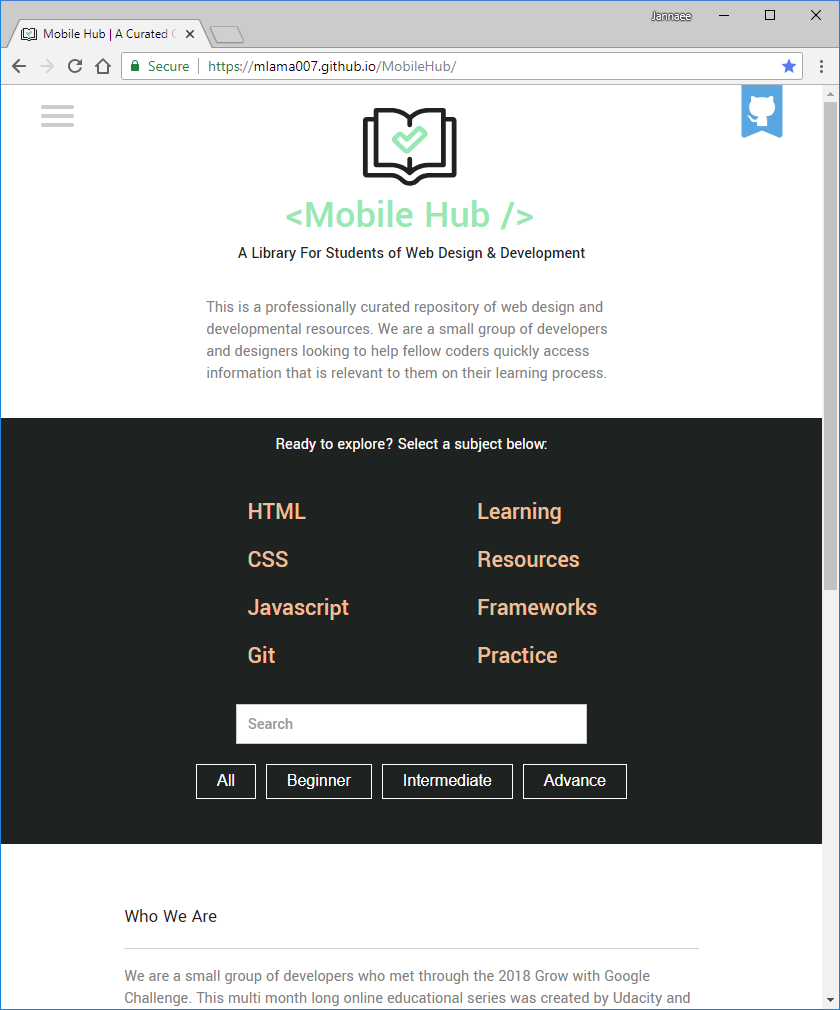 Jannaee
Mobile Hub | A Curated
Secure https://mlama007.github.io/MobileHub/
<Mobile Hub />
A Library For Students of Web Design & Development
This is a professionally curated repository of web design and
developmental resources. We are a small group of developers
and designers looking to help fellow coders quickly access
information that is relevant to them on their learning process.
Ready to explore? Select a subject below:
HTML
Learning
CSS
Resources
Javascript
Frameworks
Git
Practice
Search
All
Beginner
Intermediate
Advance
Who We Are
We are a small group of developers who met through the 2018 Grow with Google
Challenge. This multi month long online educational series was created by Udacity and